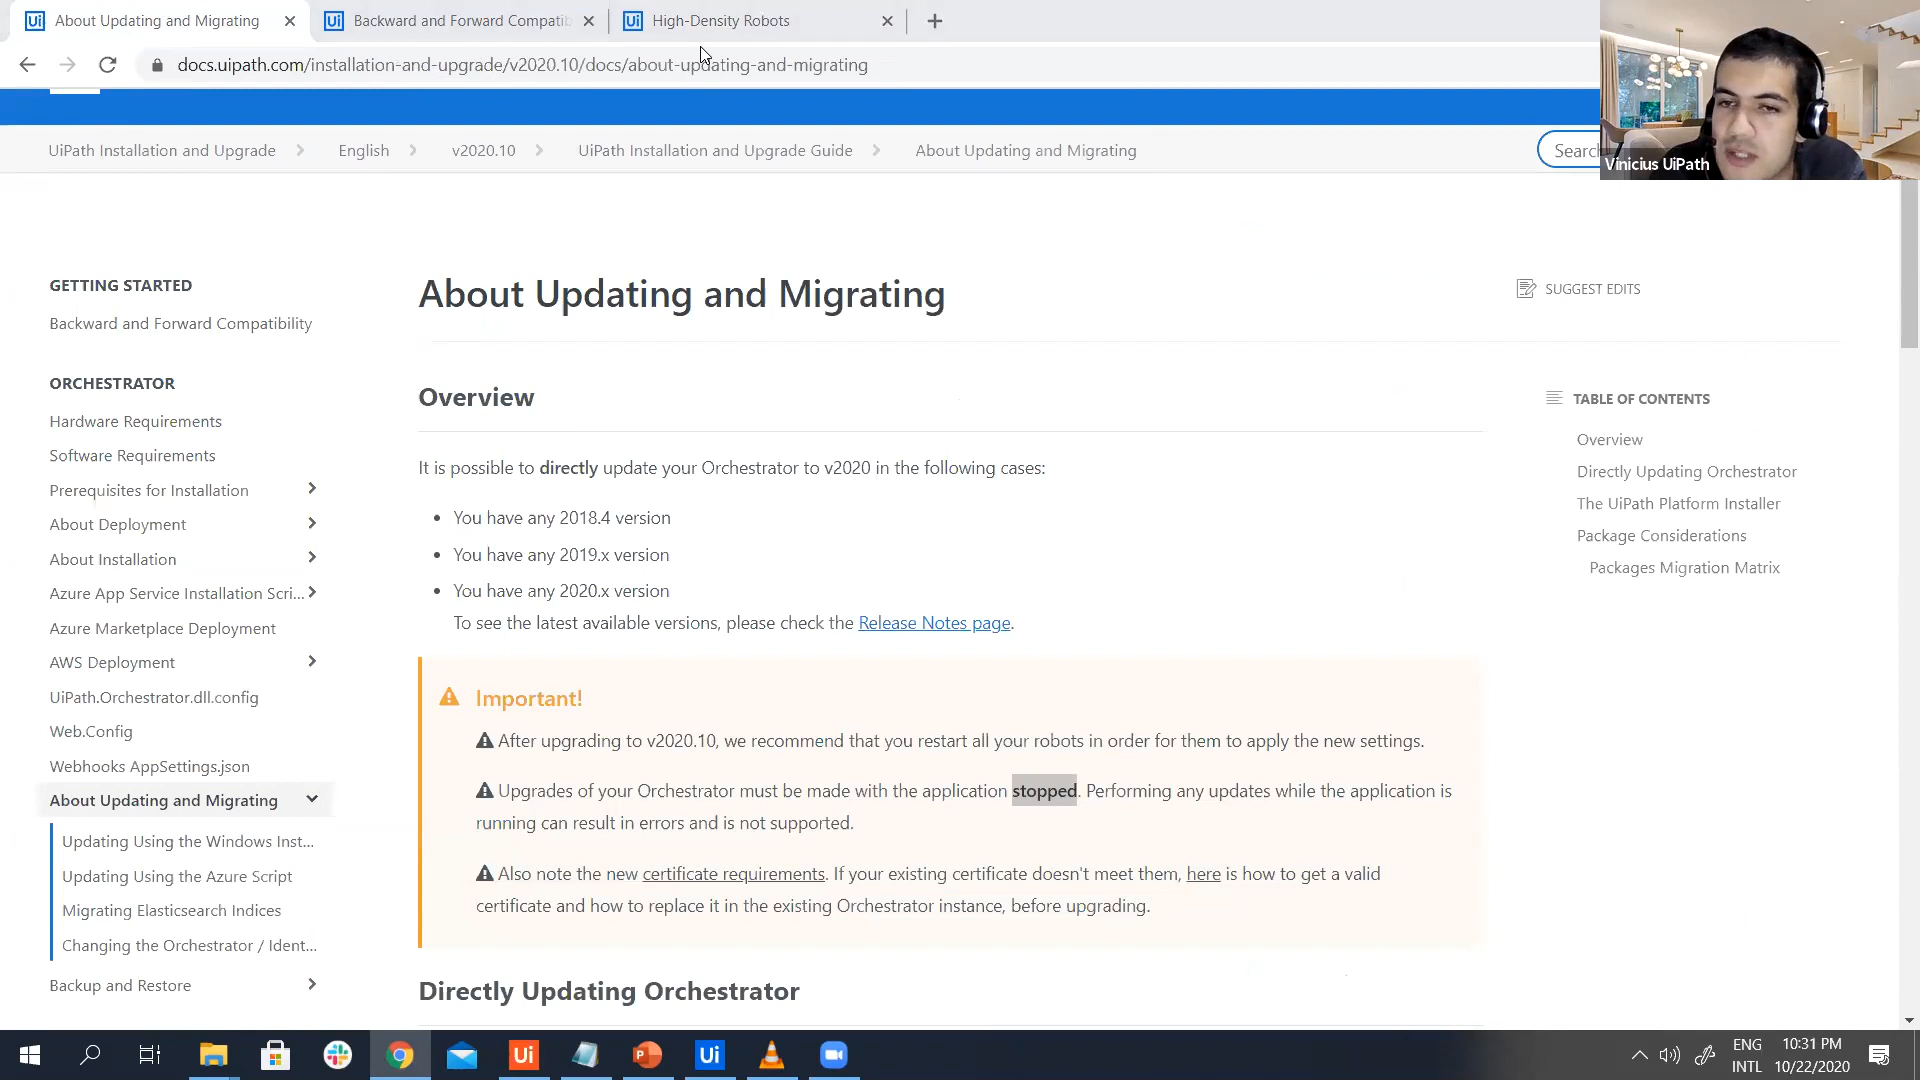 Ui About Updating and Migrating
Ui Backward and Forward Compatib
Ui High-Density Robots
docs.uipath.com/installation-and-upgrade/v2020.10/docs/about-updating-and-migrating
Vinicius UiPath
UiPath Installation and Upgrade
English
v2020.10
UiPath Installation and Upgrade Guide
About Updating and Migrating
Search
GETTING STARTED
Backward and Forward Compatibility
ORCHESTRATOR
Hardware Requirements
Software Requirements
Prerequisites for Installation
About Deployment
About Installation
Azure App Service Installation Scri...
Azure Marketplace Deployment
AWS Deployment
UiPath.Orchestrator.dll.config
Web.Config
Webhooks AppSettings.json
About Updating and Migrating
Updating Using the Windows Inst...
Updating Using the Azure Script
Migrating Elasticsearch Indices
Changing the Orchestrator / Ident...
Backup and Restore
About Updating and Migrating
SUGGEST EDITS
Overview
It is possible to directly update your Orchestrator to v2020 in the following cases:
• You have any 2018.4 version
• You have any 2019.x version
• You have any 2020.x version
To see the latest available versions, please check the Release Notes page.
Important!
After upgrading to v2020.10, we recommend that you restart all your robots in order for them to apply the new settings.
Upgrades of your Orchestrator must be made with the application stopped. Performing any updates while the application is
running can result in errors and is not supported.
Also note the new certificate requirements. If your existing certificate doesn't meet them, here is how to get a valid
certificate and how to replace it in the existing Orchestrator instance, before upgrading.
Directly Updating Orchestrator
TABLE OF CONTENTS
Overview
Directly Updating Orchestrator
The UiPath Platform Installer
Package Considerations
Packages Migration Matrix
Ui
Ui
ENG
INTL
10:31 PM
10/22/2020